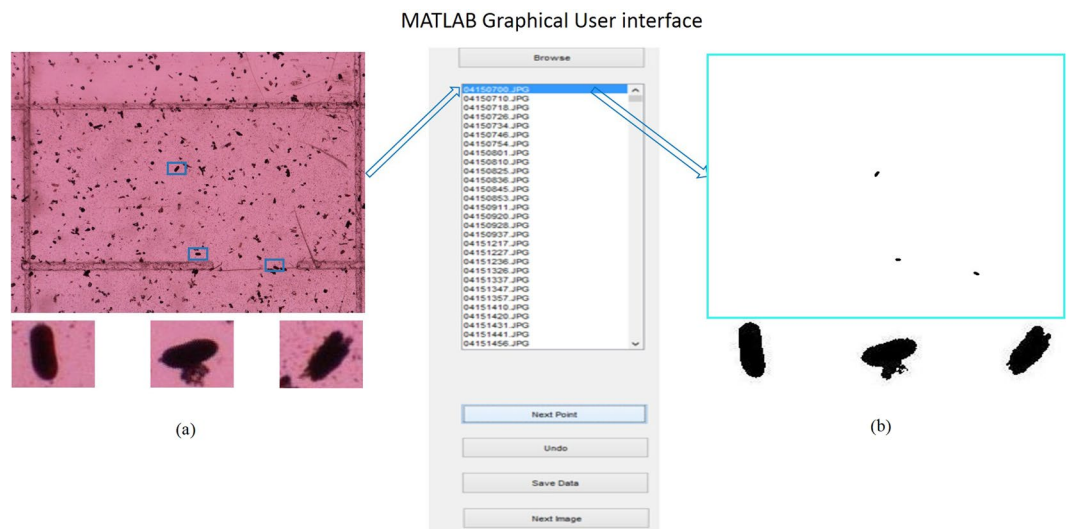 MATLAB Graphical User interface
Browse
04150700.JPG
04150710.JPG
04150718.JPG
04150726.JPG
04150734.JPG
04150746.JPG
04150754.JPG
04150801.JPG
04150810.JPG
04150825.JPG
04150836.JPG
04150845.JPG
04150853.JPG
04150911.JPG
04150920.JPG
04150928.JPG
04150937.JPG
04151217.JPG
04151227.JPG
04151236.JPG
04151326.JPG
04151337.JPG
04151347.JPG
04151357.JPG
04151410.JPG
04151420.JPG
04151431.JPG
04151441.JPG
04151456.JPG
Next Point
Undo
Save Data
Next Image
(a)
(b)